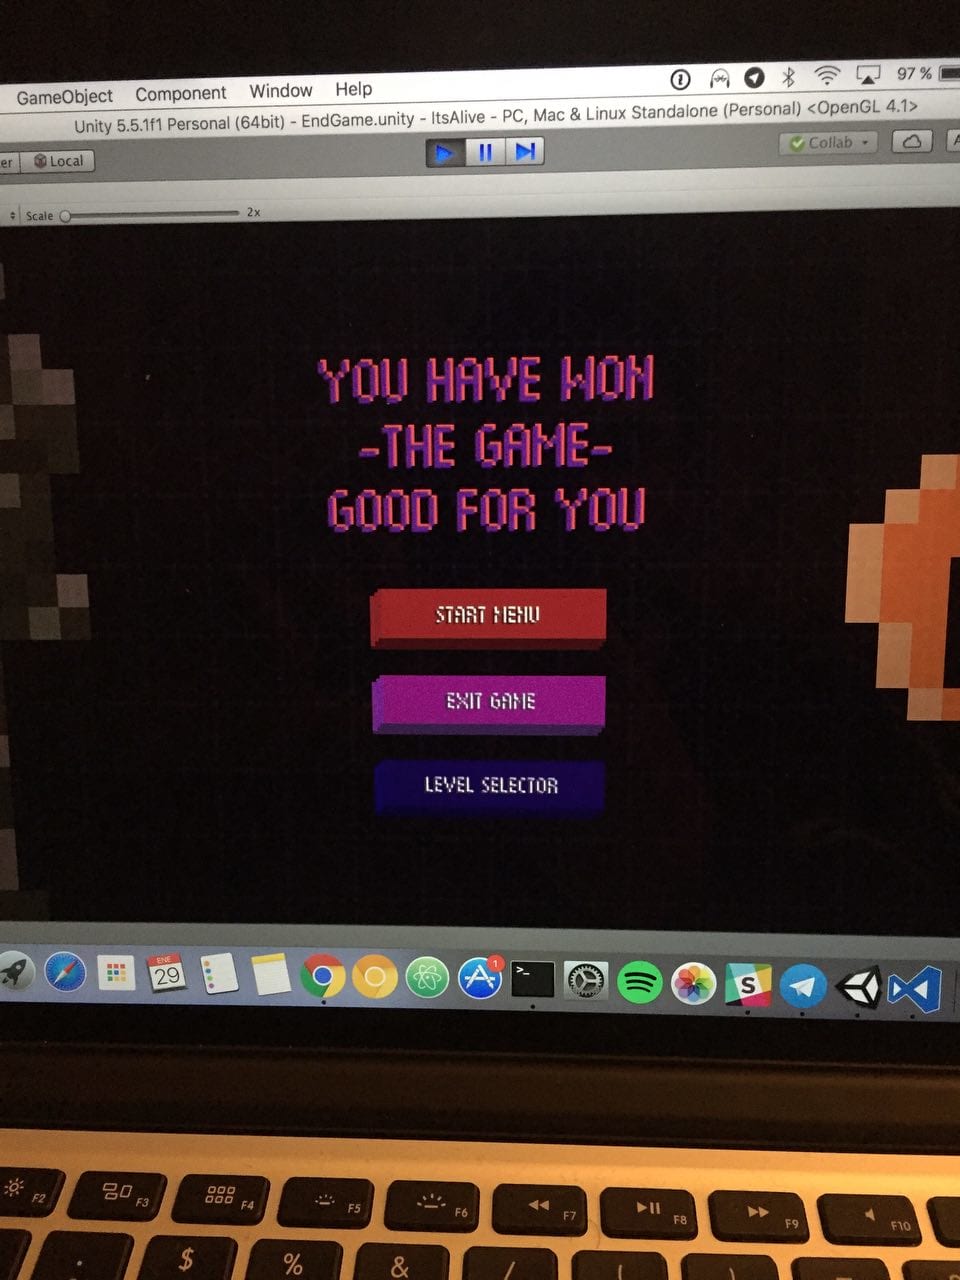 GameObject Component Window Help 97 %
Unity 5.5.1f1 Personal (64bit) - EndGame.unity - ItsAlive - PC, Mac & Linux Standalone (Personal) <OpenGL 4.1>
er Local Collab
Scale 2x
YOU HAVE WON
-THE GAME-
GOOD FOR YOU
START MENU
EXIT GAME
LEVEL SELECTOR
ENE
29
1
>_
S
F2 F3 F4 F5 F6 F7 F8 F9 F10
$ % & / ( )